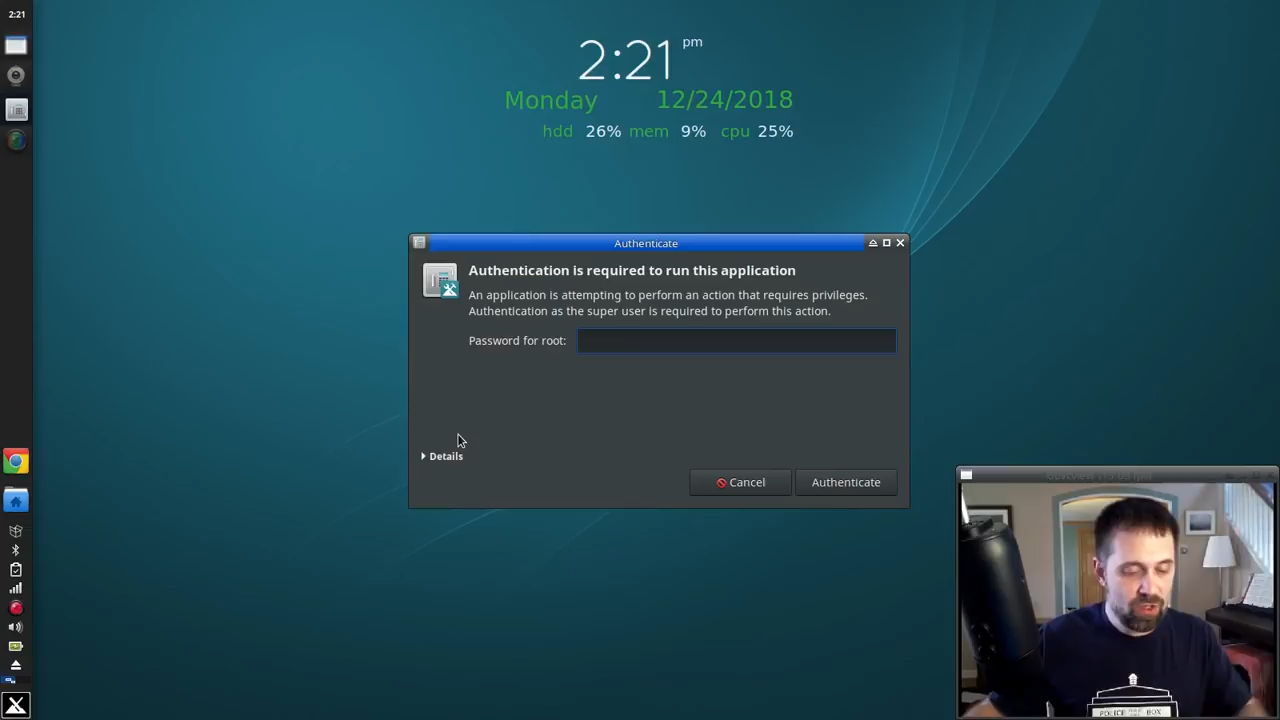 2:21
2:21 pm
Monday 12/24/2018
hdd 26% mem 9% cpu 25%
Authenticate
Authentication is required to run this application
An application is attempting to perform an action that requires privileges.
Authentication as the super user is required to perform this action.
Password for root:
Details
Cancel
Authenticate
POLICE BOX